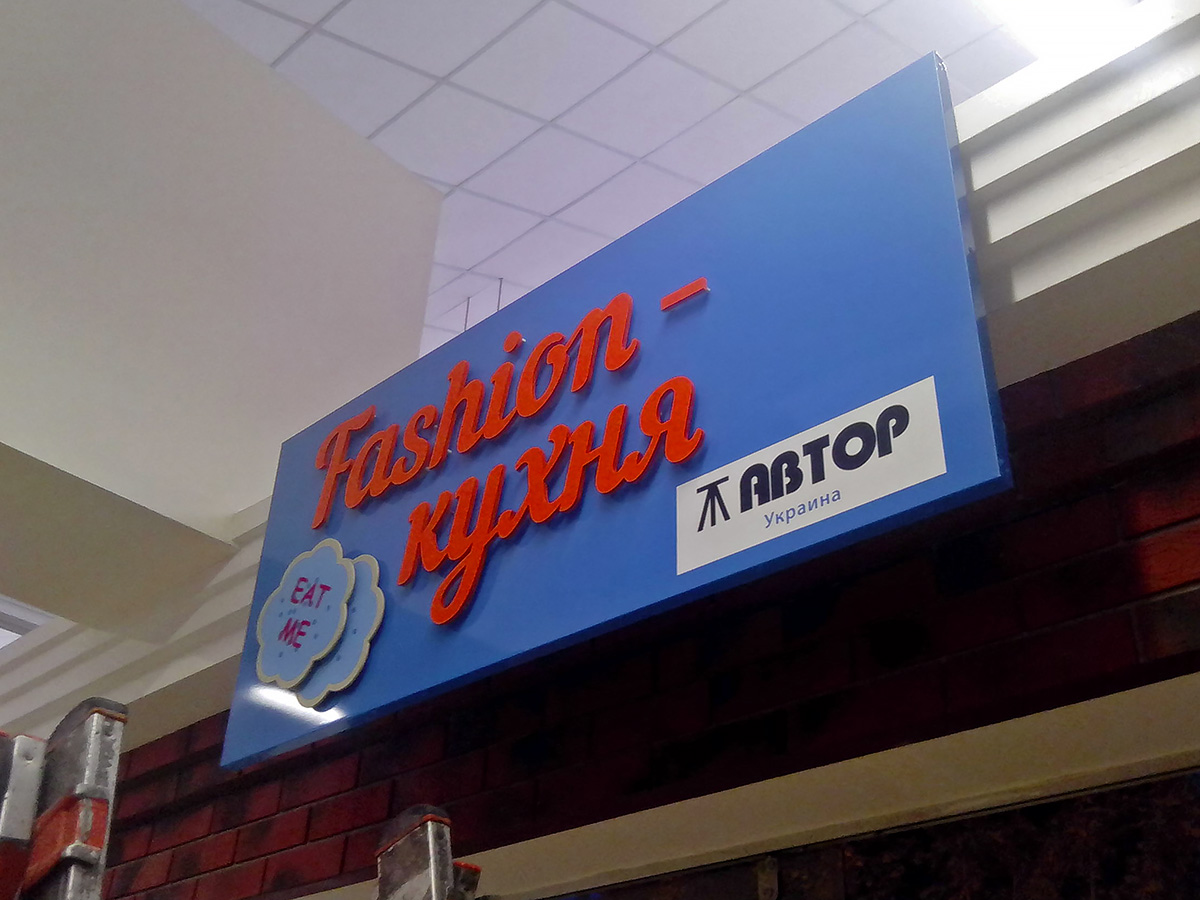 Fashion -
кухня
EAT
ME
АВТОР
Украина